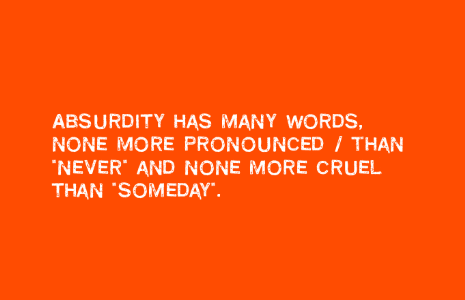 ABSURDITY HAS MANY WORDS,
NONE MORE PRONOUNCED / THAN
"NEVER" AND NONE MORE CRUEL
THAN "SOMEDAY".